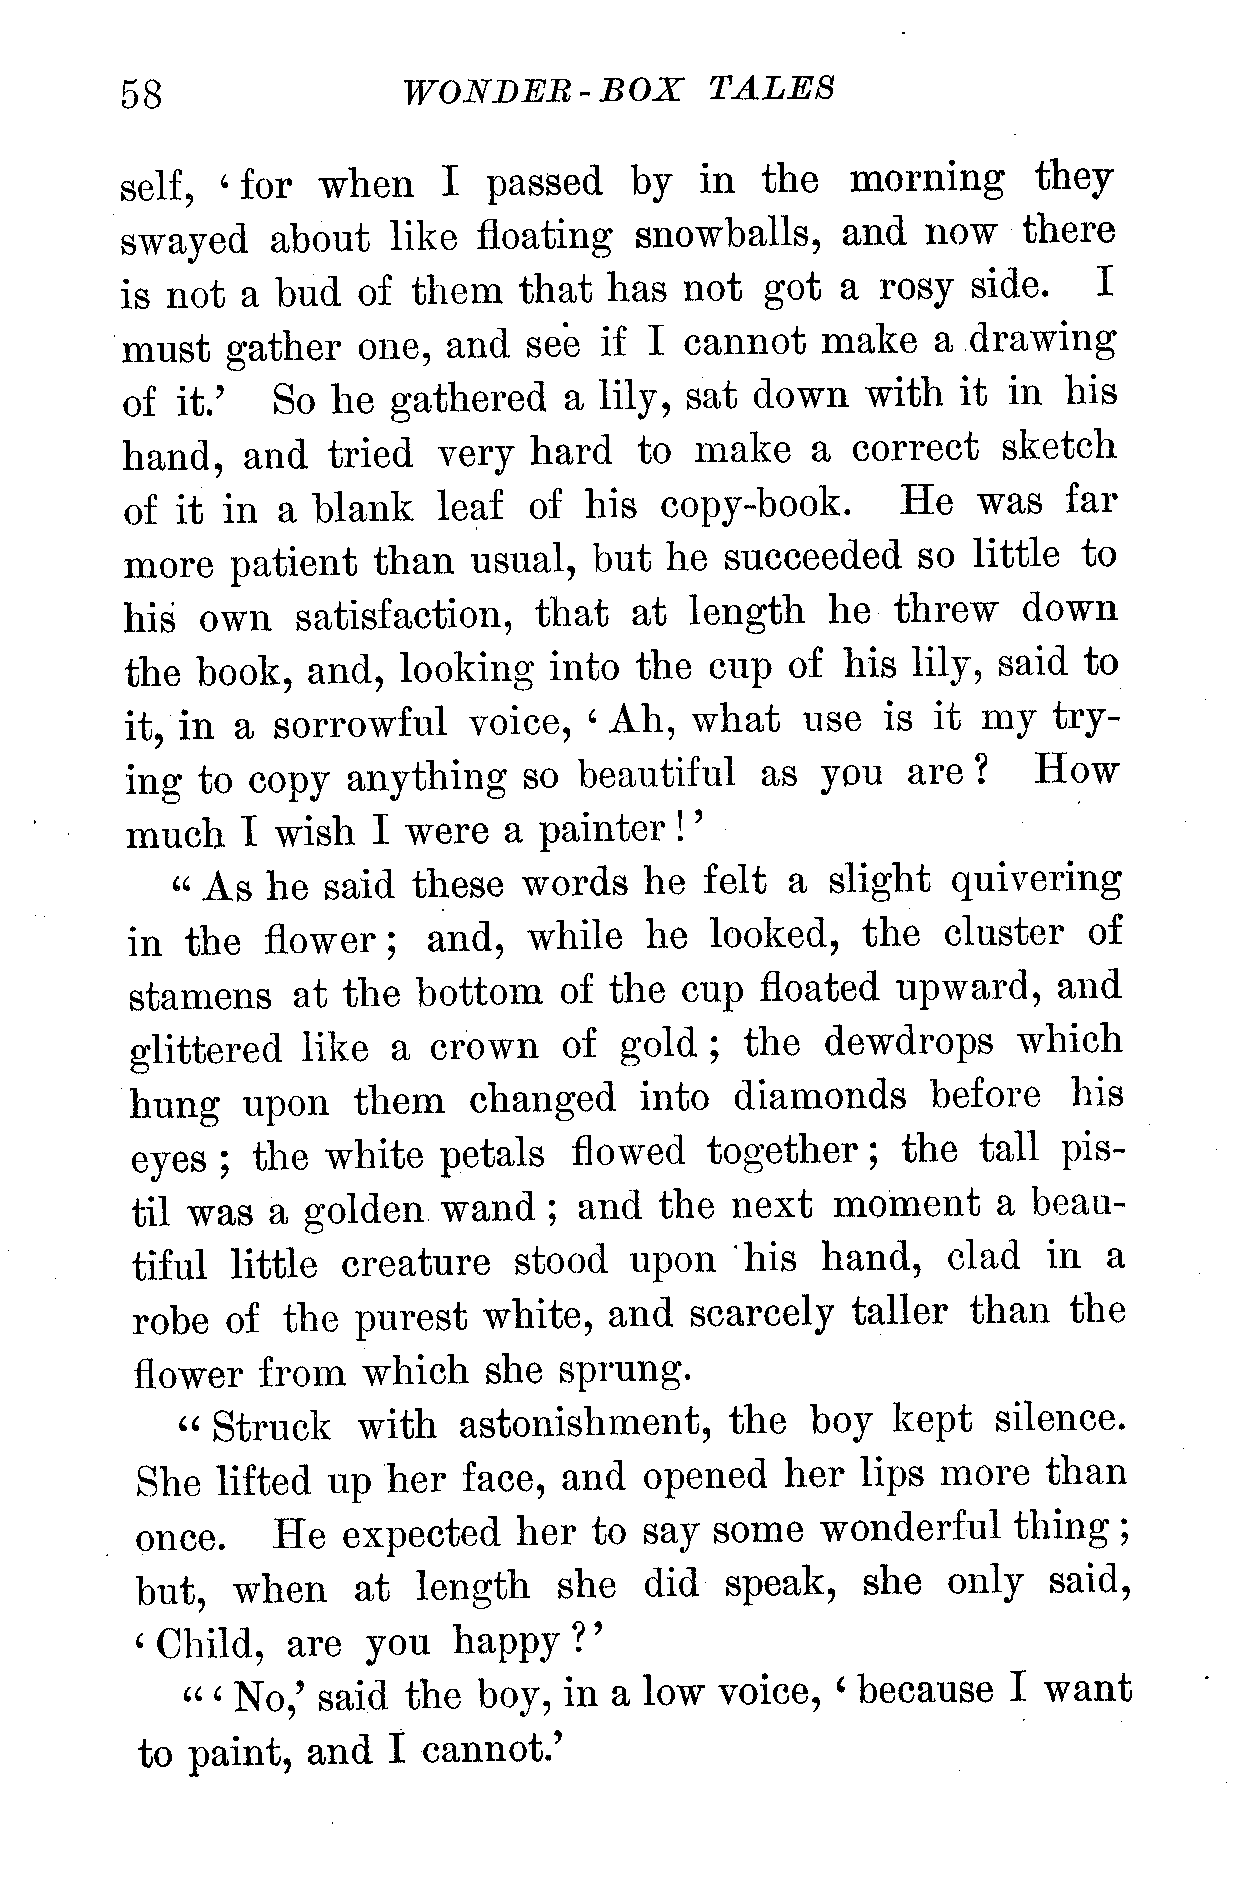 58 WONDER-BOX TALES
self, ‘for when I passed by in the morning they
swayed about like floating snowballs, and now there
is not a bud of them that has not got a rosy side. I
must gather one, and see if I cannot make a drawing
of it.’ So he gathered a lily, sat down with it in his
hand, and tried very hard to make a correct sketch
of it in a blank leaf of his copy-book. He was far
more patient than usual, but he succeeded so little to
his own satisfaction, that at length he threw down
the book, and, looking into the cup of his lily, said to
it, in a sorrowful voice, ‘Ah, what use is it my try-
ing to copy anything so beautiful as you are? How
much I wish I were a painter!’
“As he said these words he felt a slight quivering
in the flower; and, while he looked, the cluster of
stamens at the bottom of the cup floated upward, and
glittered like a crown of gold; the dewdrops which
hung upon them changed into diamonds before his
eyes; the white petals flowed together; the tall pis-
til was a golden wand; and the next moment a beau-
tiful little creature stood upon his hand, clad in a
robe of the purest white, and scarcely taller than the
flower from which she sprung.
“Struck with astonishment, the boy kept silence.
She lifted up her face, and opened her lips more than
once. He expected her to say some wonderful thing;
but, when at length she did speak, she only said,
‘Child, are you happy?’
“‘No,’ said the boy, in a low voice, ‘because I want
to paint, and I cannot.’